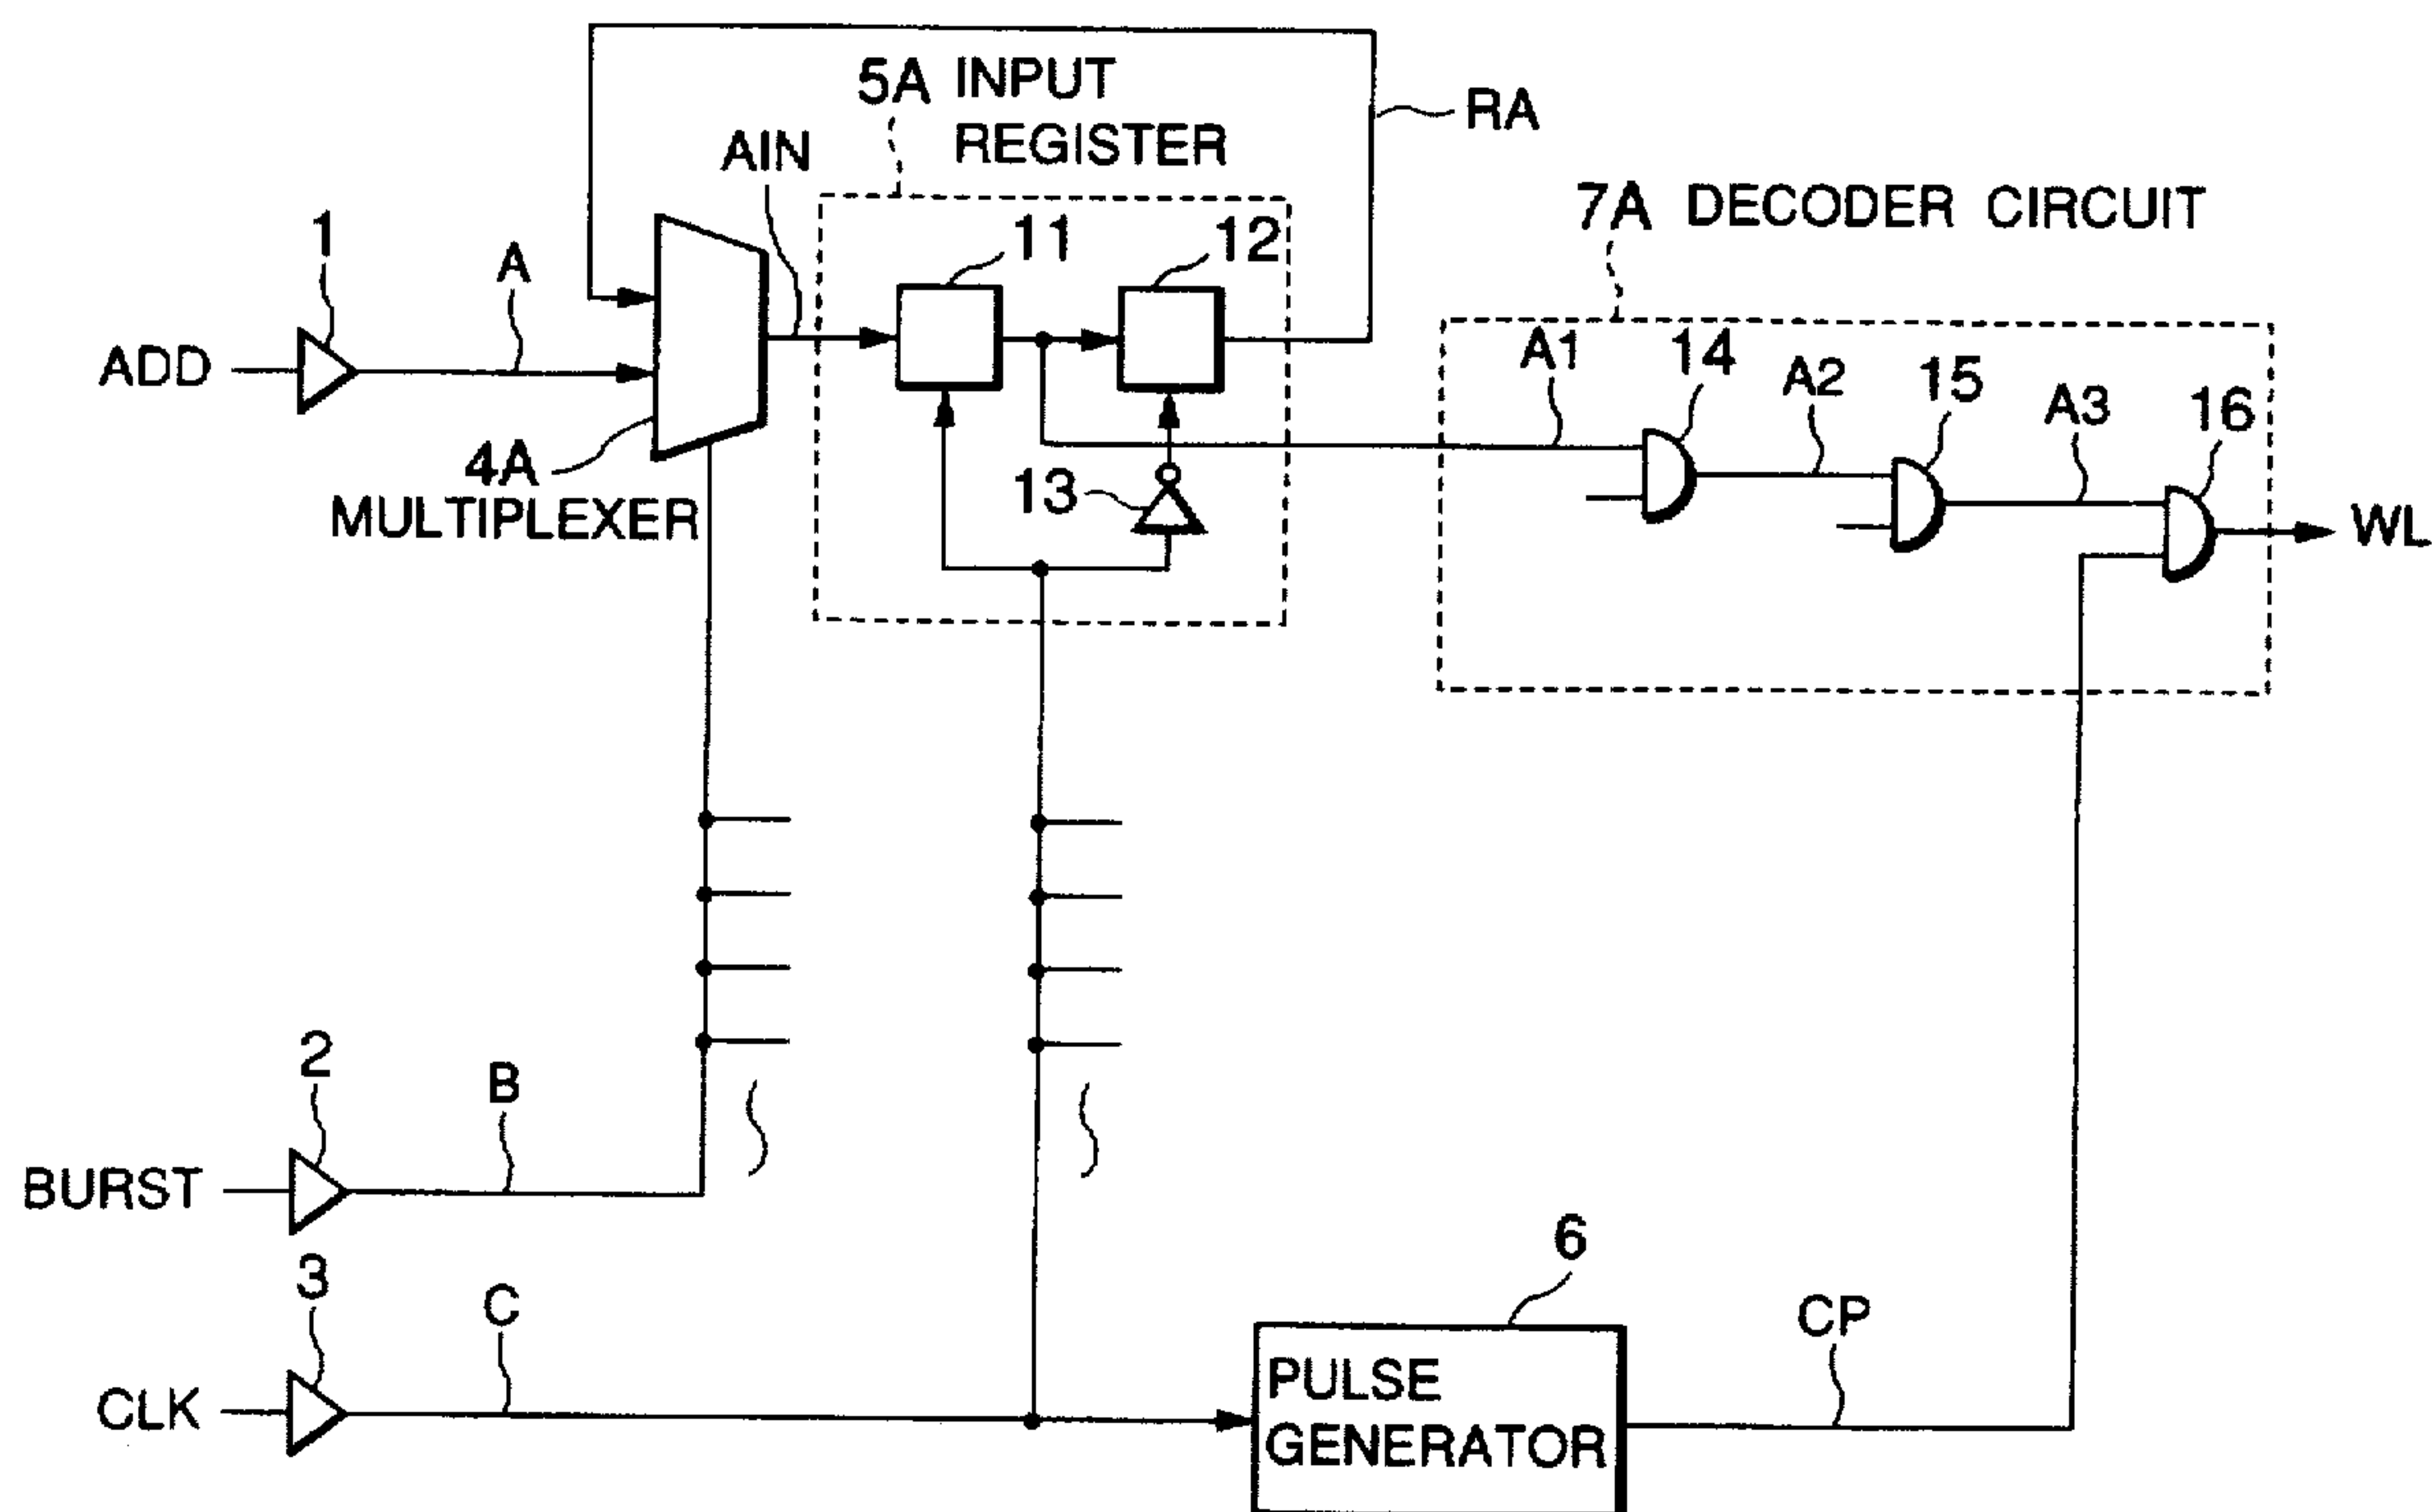 5A INPUT
REGISTER
RA
AIN
7A DECODER CIRCUIT
1
A
11
12
ADD
A1
14
A2
15
A3
16
4A
MULTIPLEXER
13
WL
2
B
BURST
6
3
C
CP
CLK
PULSE
GENERATOR